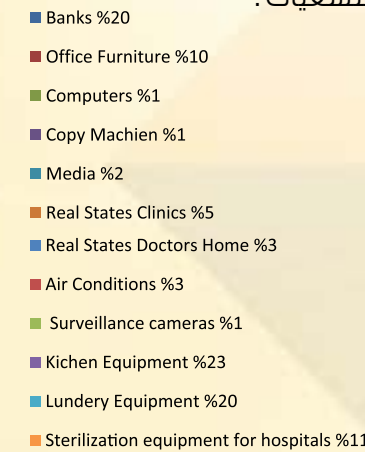 Banks %20
Office Furniture %10
Computers %1
Copy Machien %1
Media %2
Real States Clinics %5
Real States Doctors Home %3
Air Conditions %3
Surveillance cameras %1
Kichen Equipment %23
Lundery Equipment %20
Sterilization equipment for hospitals %11